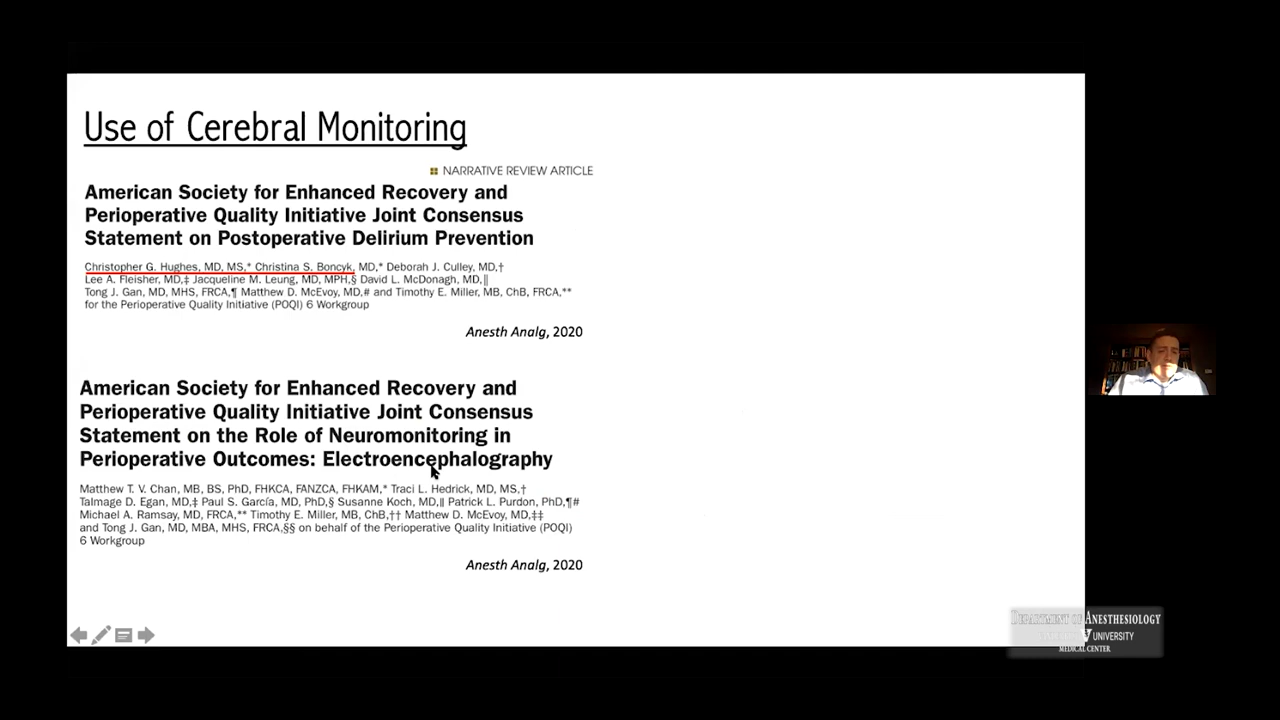 Use of Cerebral Monitoring
NARRATIVE REVIEW ARTICLE
American Society for Enhanced Recovery and
Perioperative Quality Initiative Joint Consensus
Statement on Postoperative Delirium Prevention
Christopher G. Hughes, MD, MS,* Christina S. Boncyk, MD,* Deborah J. Culley, MD,†
Lee A. Fleisher, MD,‡ Jacqueline M. Leung, MD, MPH,§ David L. McDonagh, MD,‖
Tong J. Gan, MD, MHS, FRCA,¶ Matthew D. McEvoy, MD,# and Timothy E. Miller, MB, ChB, FRCA,**
for the Perioperative Quality Initiative (POQI) 6 Workgroup
Anesth Analg, 2020
American Society for Enhanced Recovery and
Perioperative Quality Initiative Joint Consensus
Statement on the Role of Neuromonitoring in
Perioperative Outcomes: Electroencephalography
Matthew T. V. Chan, MB, BS, PhD, FHKCA, FANZCA, FHKAM,* Traci L. Hedrick, MD, MS,†
Talmage D. Egan, MD,‡ Paul S. García, MD, PhD,§ Susanne Koch, MD,‖ Patrick L. Purdon, PhD,¶#
Michael A. Ramsay, MD, FRCA,** Timothy E. Miller, MB, ChB,†† Matthew D. McEvoy, MD,‡‡
and Tong J. Gan, MD, MBA, MHS, FRCA,§§ on behalf of the Perioperative Quality Initiative (POQI)
6 Workgroup
Anesth Analg, 2020
DEPARTMENT OF ANESTHESIOLOGY
UNIVERSITY
MEDICAL CENTER